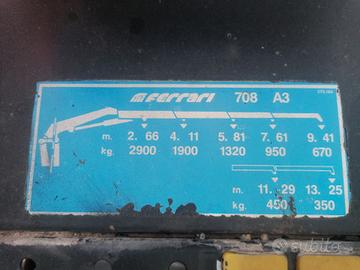 Ferrari 708 A3
m. 2. 66 4. 11 5. 81 7. 61 9. 41
kg. 2900 1900 1320 950 670
m. 11. 29 13. 25
kg. 450 350
subito